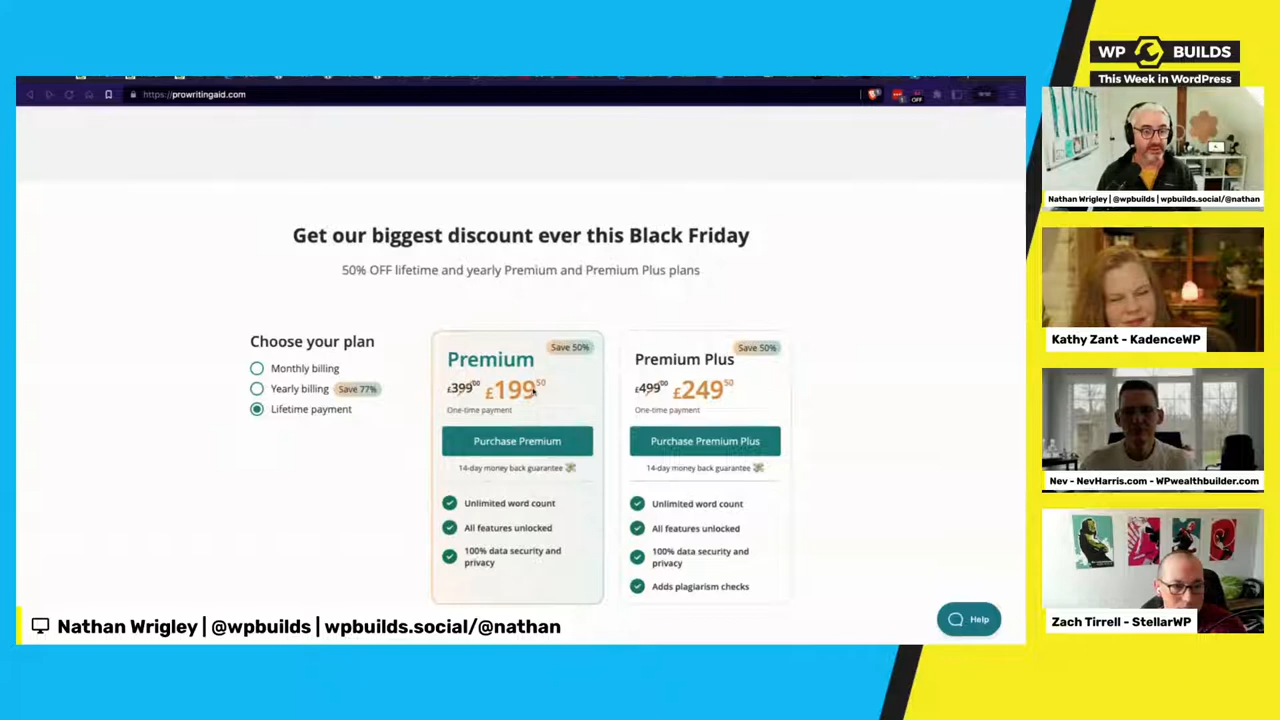 WP BUILDS
This Week in WordPress
https://prowritingaid.com
OFF
Get our biggest discount ever this Black Friday
50% OFF lifetime and yearly Premium and Premium Plus plans
Choose your plan
Monthly billing
Yearly billing Save 77%
Lifetime payment
Save 50%
Premium
£399.00 £199.50
One-time payment
Purchase Premium
14-day money back guarantee
Unlimited word count
All features unlocked
100% data security and
privacy
Save 50%
Premium Plus
£499.00 £249.50
One-time payment
Purchase Premium Plus
14-day money back guarantee
Unlimited word count
All features unlocked
100% data security and
privacy
Adds plagiarism checks
Help
Nathan Wrigley | @wpbuilds | wpbuilds.social/@nathan
Nathan Wrigley | @wpbuilds | wpbuilds.social/@nathan
Kathy Zant - KadenceWP
Nev - NevHarris.com - WPwealthbuilder.com
Zach Tirrell - StellarWP